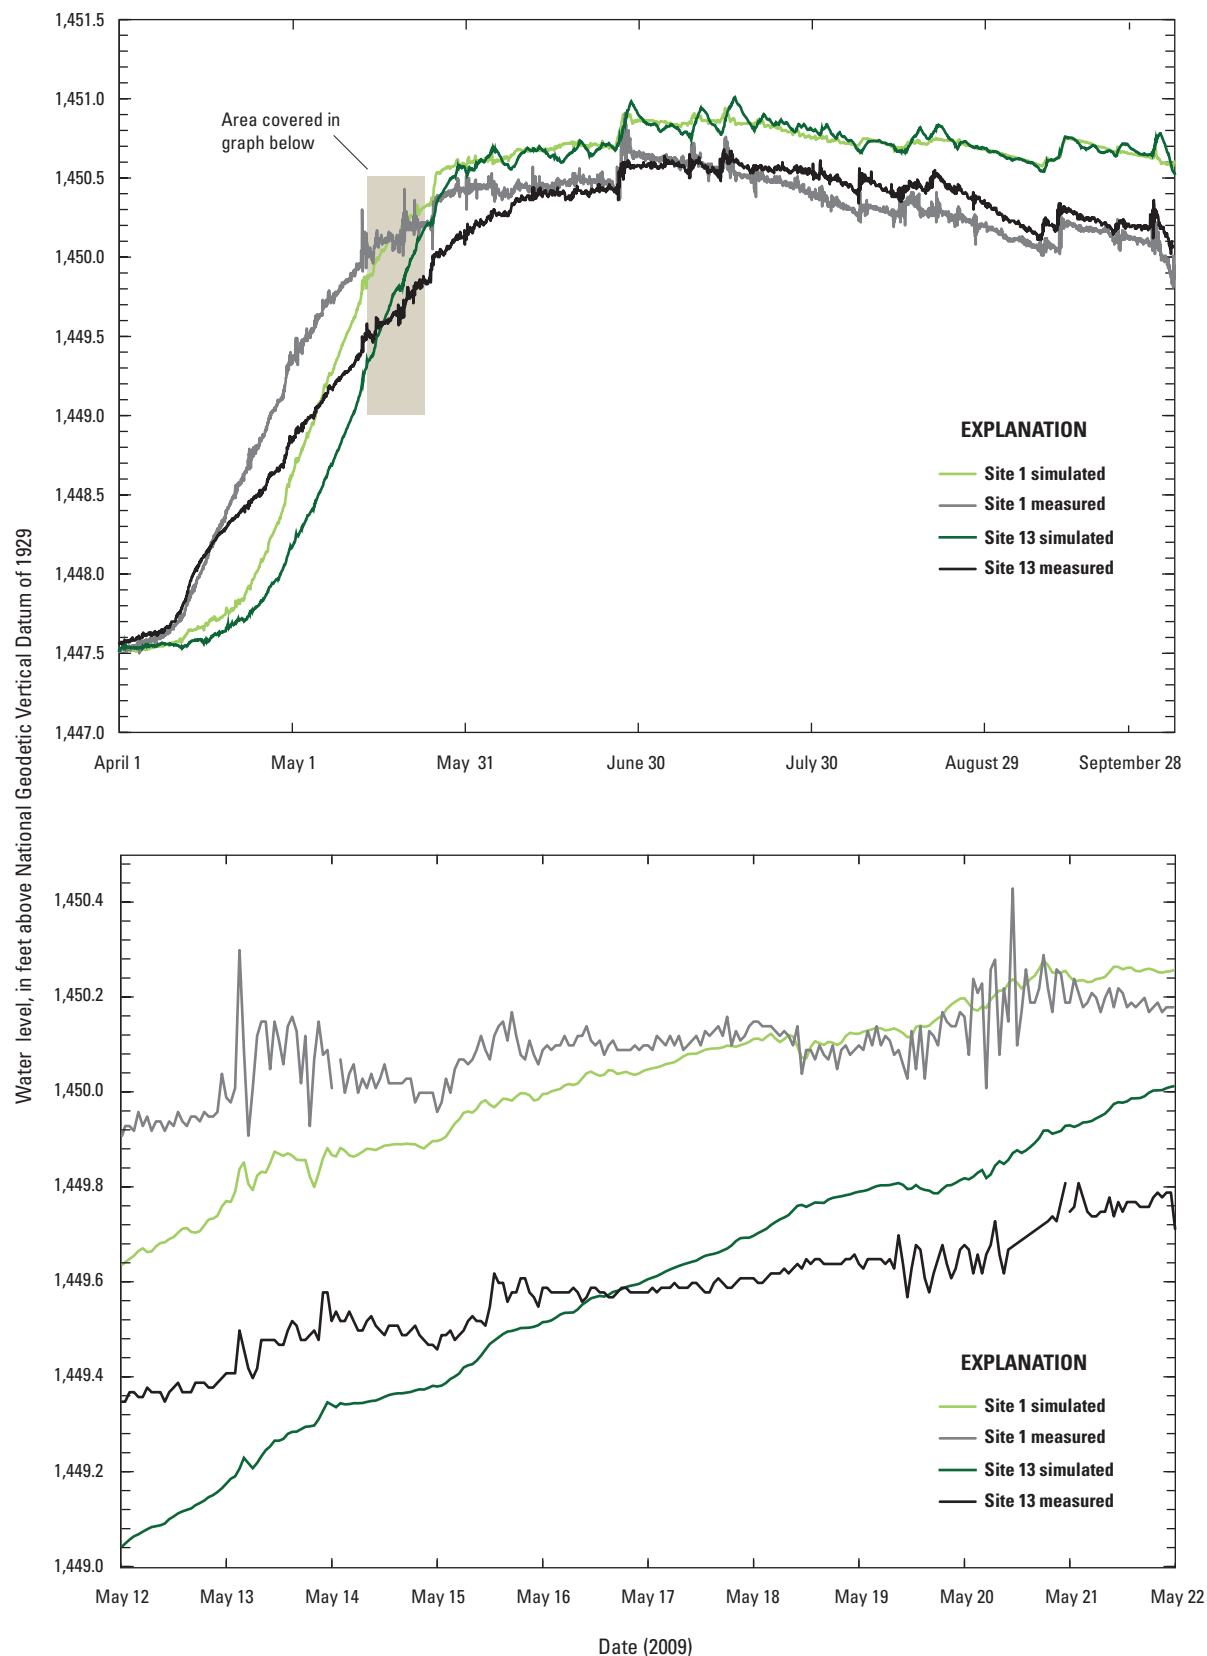 Water level, in feet above National Geodetic Vertical Datum of 1929
1,451.5
1,451.0
1,450.5
1,450.0
1,449.5
1,449.0
1,448.5
1,448.0
1,447.5
1,447.0
Area covered in
graph below
EXPLANATION
Site 1 simulated
Site 1 measured
Site 13 simulated
Site 13 measured
April 1 May 1 May 31 June 30 July 30 August 29 September 28
1,450.4
1,450.2
1,450.0
1,449.8
1,449.6
1,449.4
1,449.2
1,449.0
EXPLANATION
Site 1 simulated
Site 1 measured
Site 13 simulated
Site 13 measured
May 12 May 13 May 14 May 15 May 16 May 17 May 18 May 19 May 20 May 21 May 22
Date (2009)